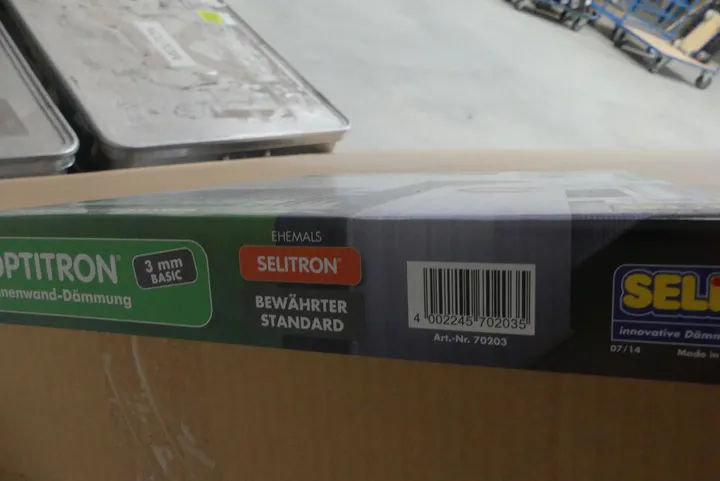 OPTITRON®
3 mm
BASIC
nenwand-Dämmung
EHEMALS
SELITRON®
BEWÄHRTER
STANDARD
4 002245 702035
Art.-Nr. 70203
SELi
innovative Dämm
07/14 Made in